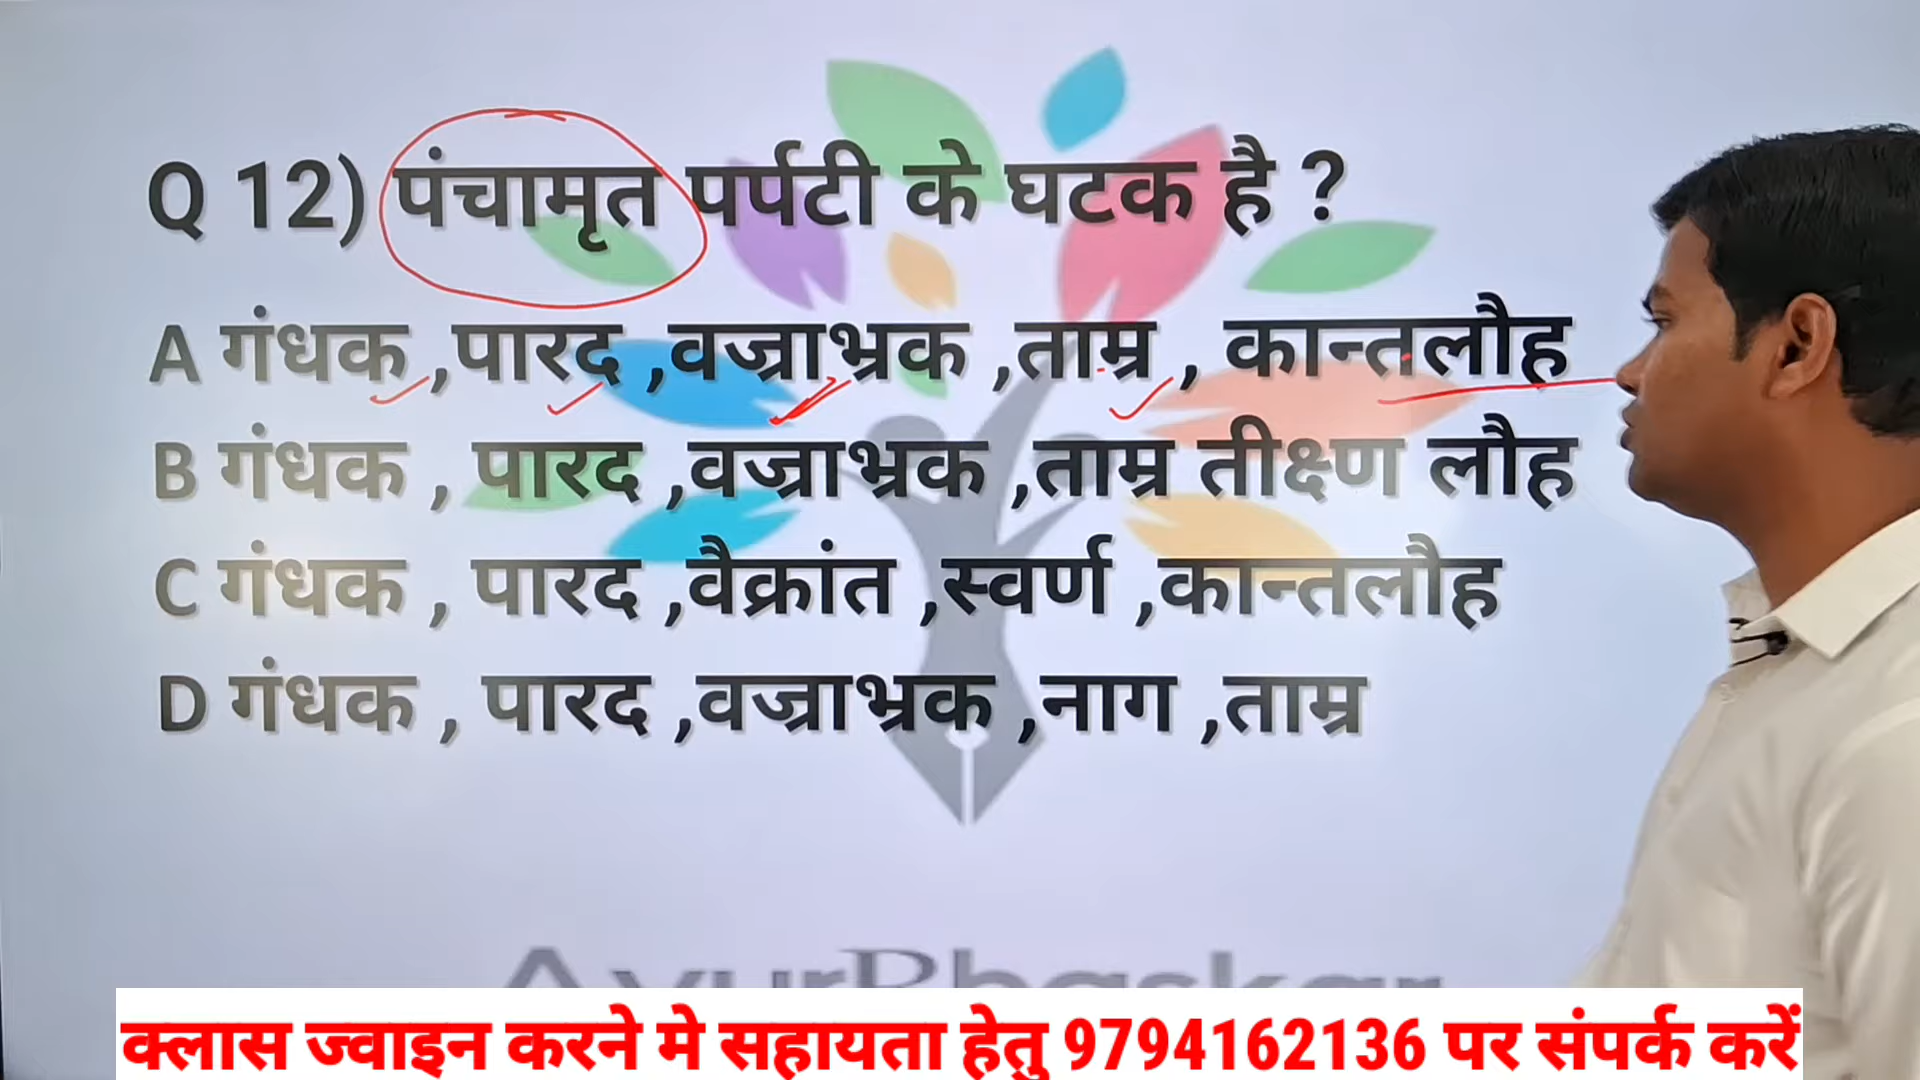 Q 12) पंचामृत पर्पटी के घटक है ?
A गंधक ,पारद ,वज्राभ्रक ,ताम्र , कान्तलौह
B गंधक , पारद ,वज्राभ्रक ,ताम्र तीक्ष्ण लौह
C गंधक , पारद ,वैक्रांत ,स्वर्ण ,कान्तलौह
D गंधक , पारद ,वज्राभ्रक ,नाग ,ताम्र
AyurBhaskar
क्लास ज्वाइन करने मे सहायता हेतु 9794162136 पर संपर्क करें